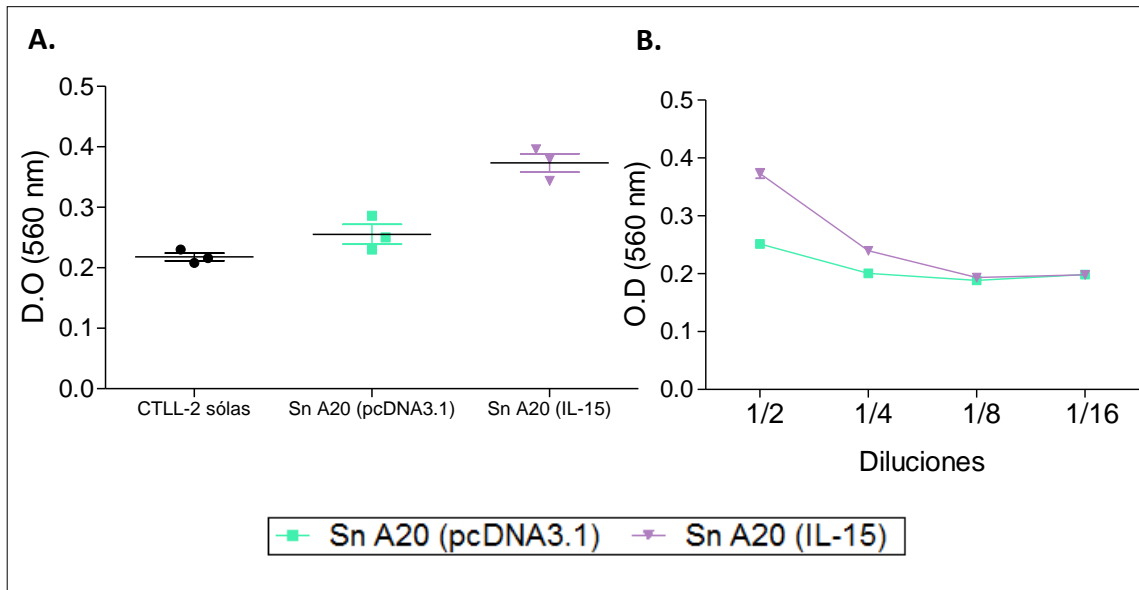 A.
D.O (560 nm)
0.5
0.4
0.3
0.2
0.1
0.0
CTLL-2 sólas
Sn A20 (pcDNA3.1)
Sn A20 (IL-15)
B.
O.D (560 nm)
0.5
0.4
0.3
0.2
0.1
0.0
1/2
1/4
1/8
1/16
Diluciones
Sn A20 (pcDNA3.1)
Sn A20 (IL-15)